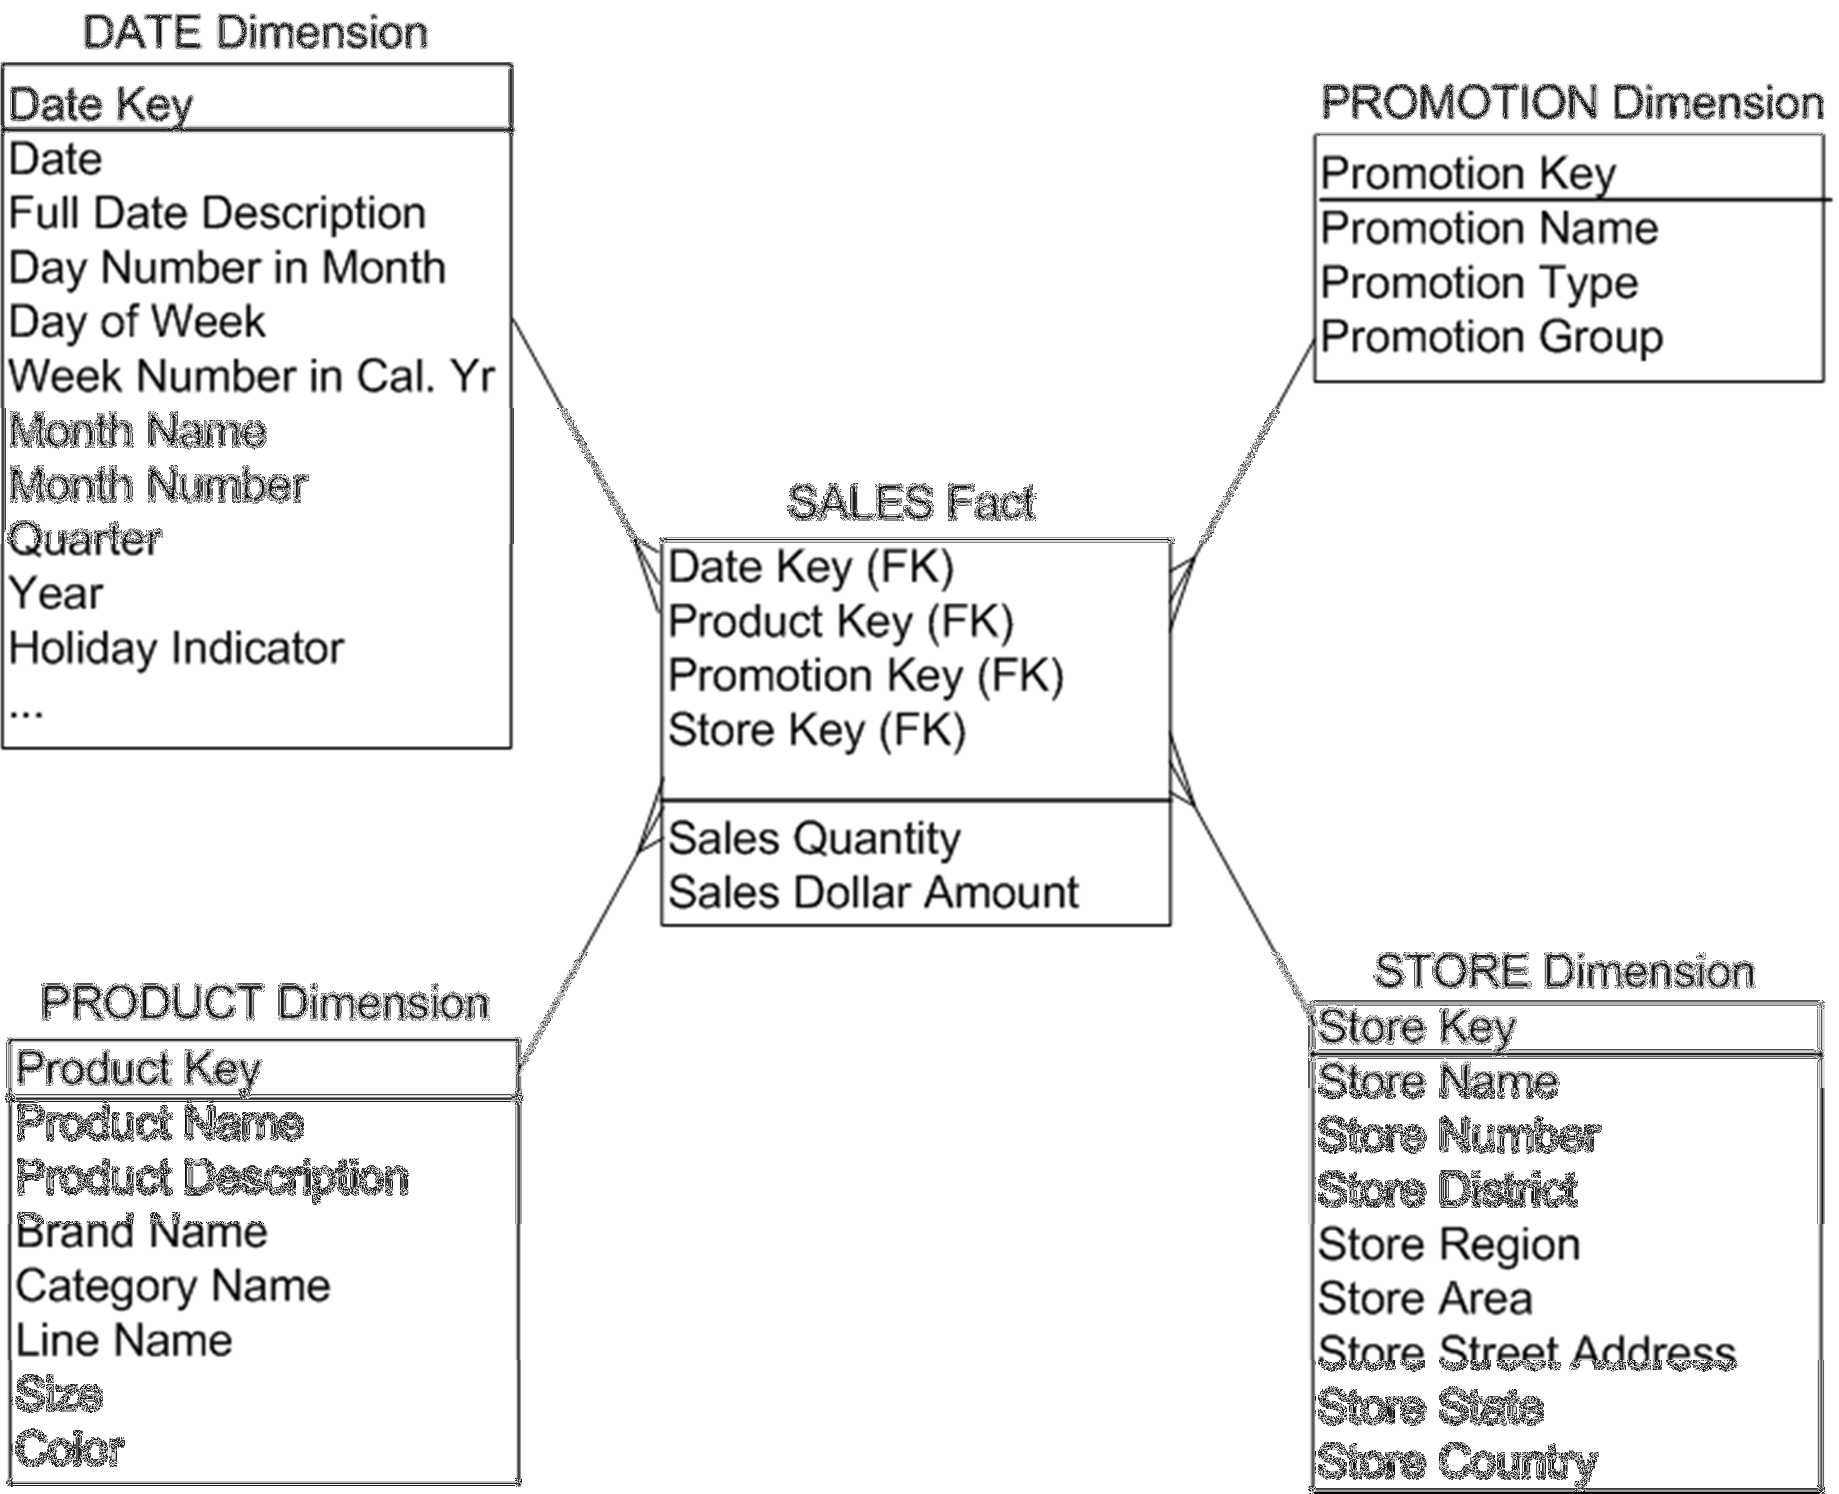 DATE Dimension
Date Key
Date
Full Date Description
Day Number in Month
Day of Week
Week Number in Cal. Yr
Month Name
Month Number
Quarter
Year
Holiday Indicator
...
PROMOTION Dimension
Promotion Key
Promotion Name
Promotion Type
Promotion Group
SALES Fact
Date Key (FK)
Product Key (FK)
Promotion Key (FK)
Store Key (FK)
Sales Quantity
Sales Dollar Amount
PRODUCT Dimension
Product Key
Product Name
Product Description
Brand Name
Category Name
Line Name
Size
Color
STORE Dimension
Store Key
Store Name
Store Number
Store District
Store Region
Store Area
Store Street Address
Store State
Store Country